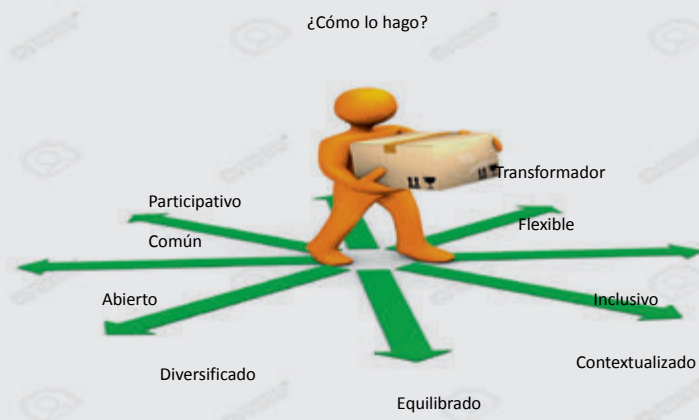 ¿Cómo lo hago?
Transformador
Participativo
Flexible
Común
Abierto
Inclusivo
Contextualizado
Diversificado
Equilibrado